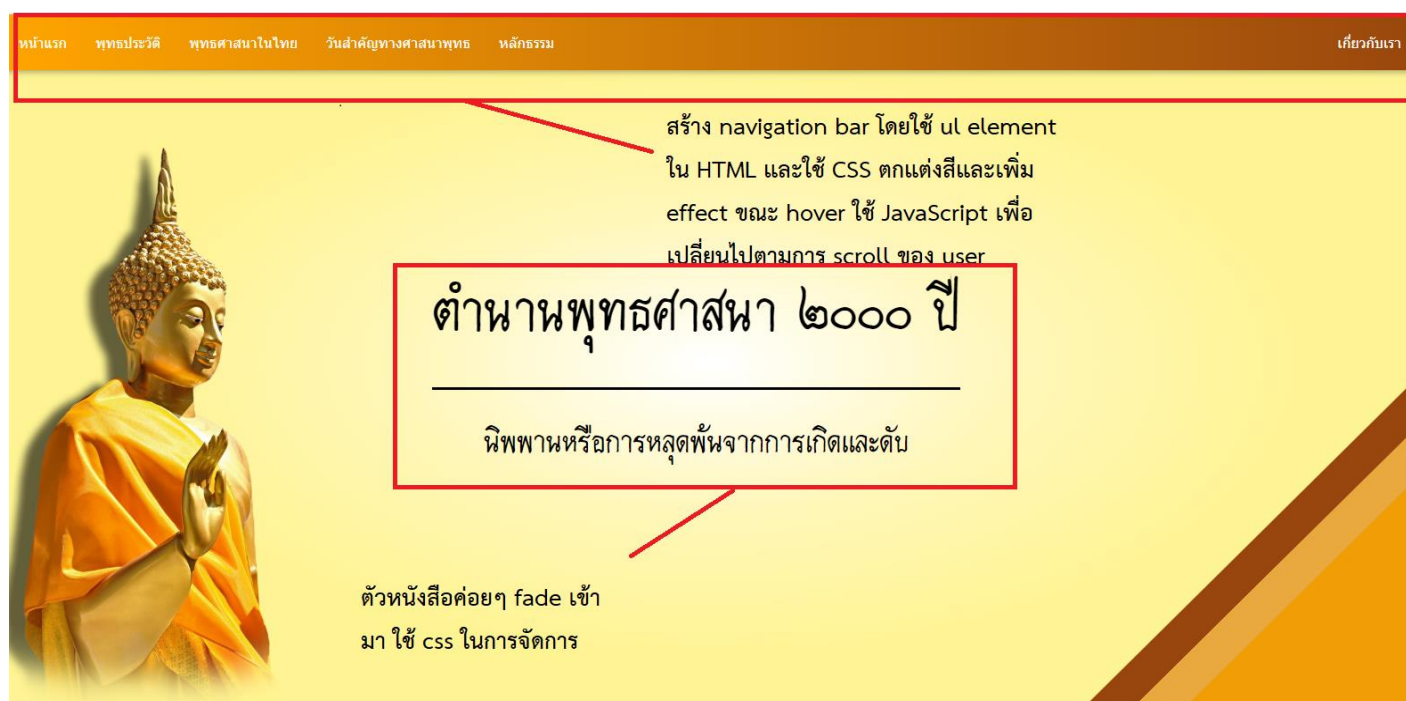 หน้าแรก พุทธประวัติ พุทธศาสนาในไทย วันสำคัญทางศาสนาพุทธ หลักธรรม เกี่ยวกับเรา
สร้าง navigation bar โดยใช้ ul element
ใน HTML และใช้ CSS ตกแต่งสีและเพิ่ม
effect ขณะ hover ใช้ JavaScript เพื่อ
เปลี่ยนไปตามการ scroll ของ user
ตำนานพุทธศาสนา ๒๐๐๐ ปี
นิพพานหรือการหลุดพ้นจากการเกิดและดับ
ตัวหนังสือค่อยๆ fade เข้า
มา ใช้ css ในการจัดการ